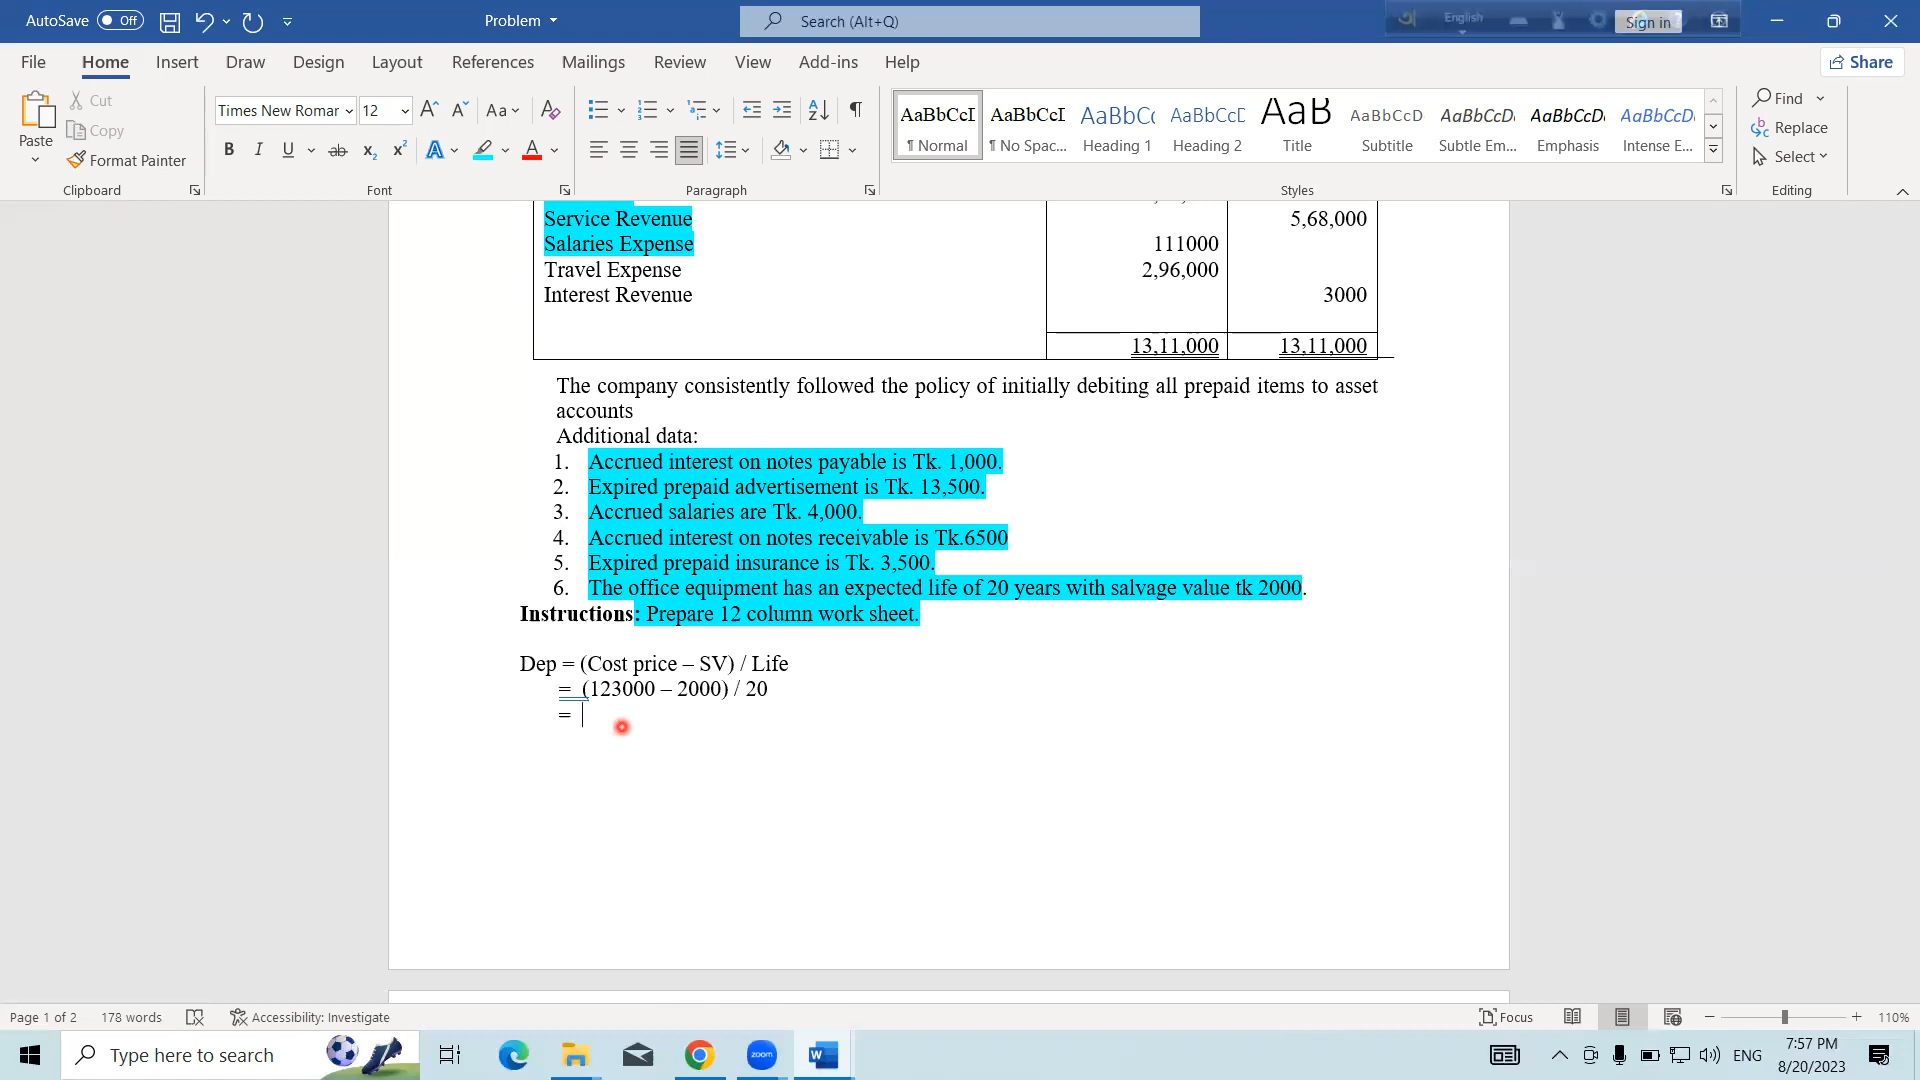 AutoSave Off Problem Search (Alt+Q) English Sign in
File Home Insert Draw Design Layout References Mailings Review View Add-ins Help Share
Paste Cut Copy Format Painter
Times New Romar 12
AaBbCcI AaBbCcI AaBbC( AaBbCcD AaB AaBbCcD AaBbCcD AaBbCcD AaBbCcD
¶ Normal ¶ No Spac... Heading 1 Heading 2 Title Subtitle Subtle Em... Emphasis Intense E...
Find
Replace
Select
Clipboard Font Paragraph Styles Editing
Service Revenue 5,68,000
Salaries Expense 111000
Travel Expense 2,96,000
Interest Revenue 3000
13,11,000 13,11,000
The company consistently followed the policy of initially debiting all prepaid items to asset
accounts
Additional data:
1. Accrued interest on notes payable is Tk. 1,000.
2. Expired prepaid advertisement is Tk. 13,500.
3. Accrued salaries are Tk. 4,000.
4. Accrued interest on notes receivable is Tk.6500
5. Expired prepaid insurance is Tk. 3,500.
6. The office equipment has an expected life of 20 years with salvage value tk 2000.
Instructions: Prepare 12 column work sheet.
Dep = (Cost price – SV) / Life
= (123000 – 2000) / 20
=
Page 1 of 2 178 words Accessibility: Investigate Focus 110%
Type here to search zoom ENG 7:57 PM
8/20/2023